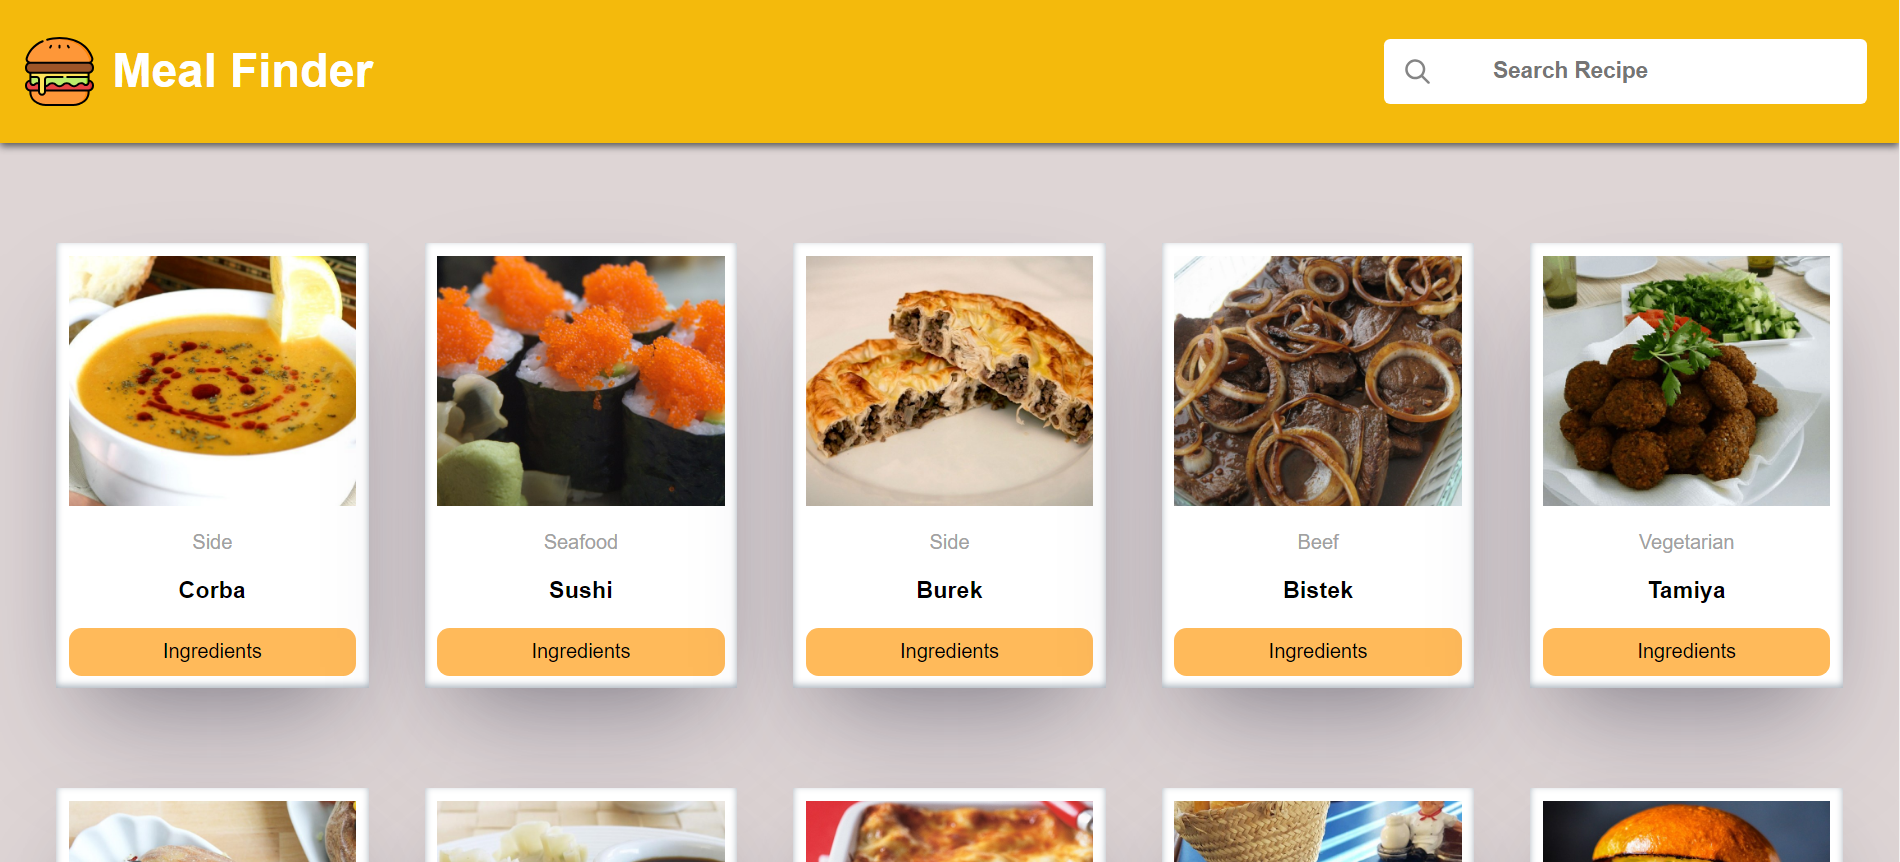 Meal Finder
Search Recipe
Side
Corba
Ingredients
Seafood
Sushi
Ingredients
Side
Burek
Ingredients
Beef
Bistek
Ingredients
Vegetarian
Tamiya
Ingredients